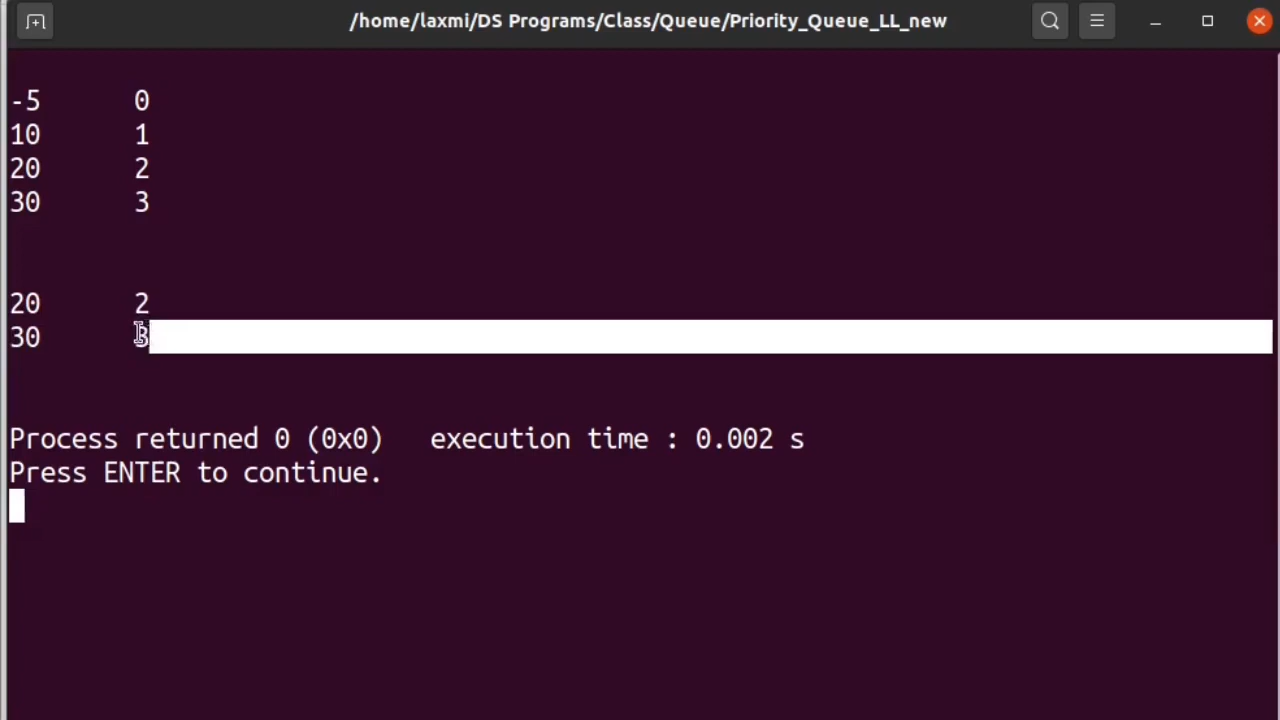 /home/laxmi/DS Programs/Class/Queue/Priority_Queue_LL_new
-5 0
10 1
20 2
30 3
20 2
30 3
Process returned 0 (0x0) execution time : 0.002 s
Press ENTER to continue.